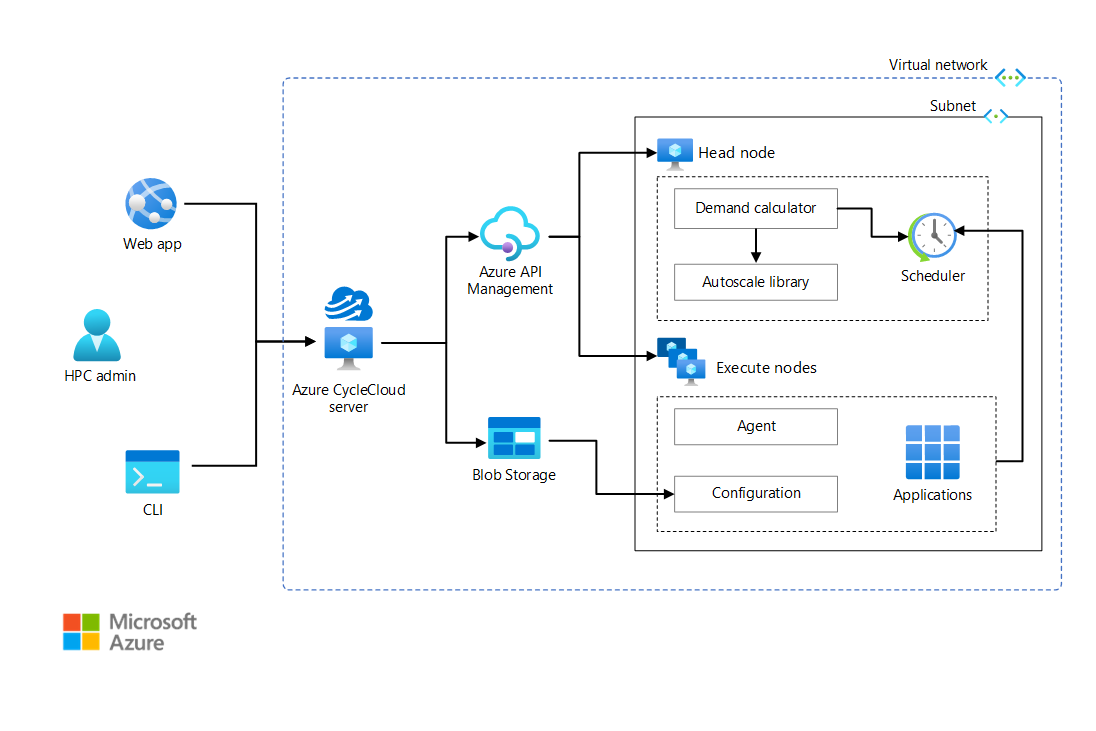 Virtual network
Subnet
Head node
Demand calculator
Autoscale library
Scheduler
Web app
Azure API
Management
HPC admin
Azure CycleCloud
server
Execute nodes
Agent
Configuration
Applications
Blob Storage
CLI
Microsoft
Azure